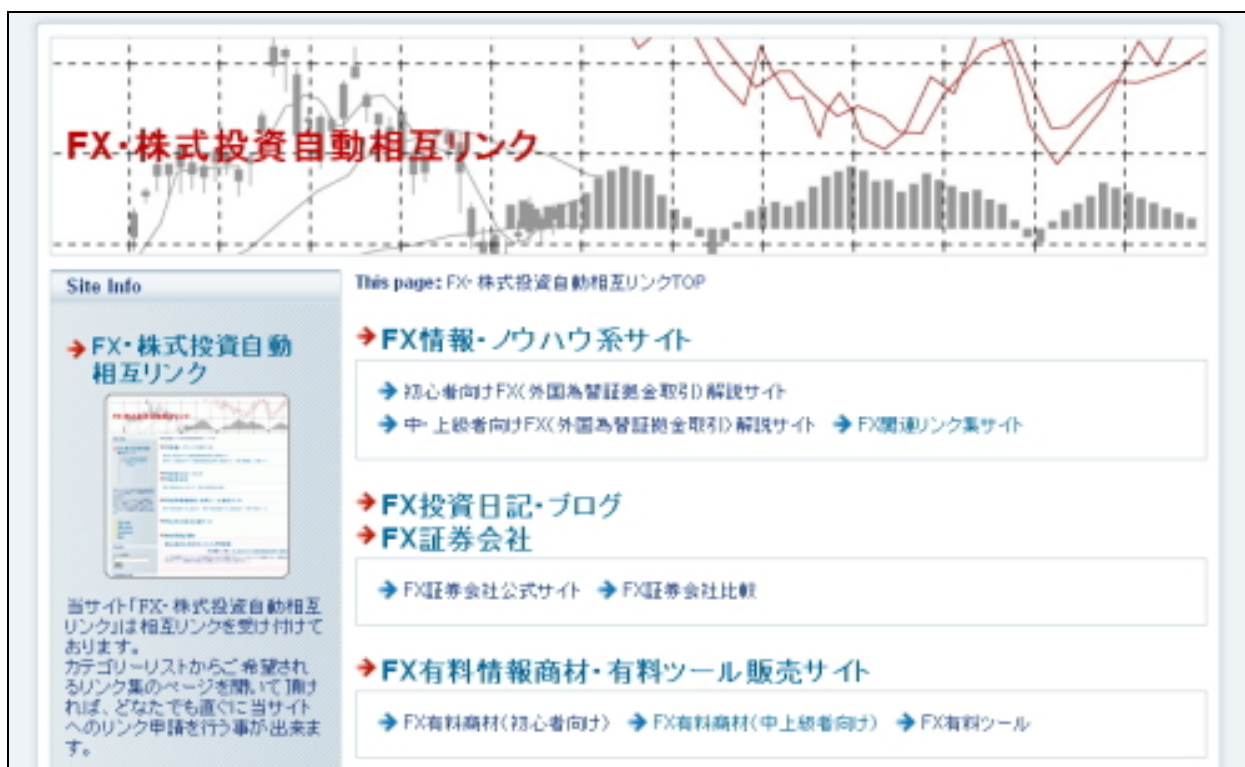 FX・株式投資自動相互リンク
Site Info
FX・株式投資自動
相互リンク
当サイト「FX・株式投資自動相互
リンク」は相互リンクを受け付けて
おります。
カテゴリーリストからご希望され
るリンク集のページを開いて頂け
れば、どなたでも直ぐに当サイト
へのリンク申請を行う事が出来ま
す。
This page: FX・株式投資自動相互リンクTOP
FX情報・ノウハウ系サイト
初心者向けFX(外国為替証拠金取引)解説サイト
中・上級者向けFX(外国為替証拠金取引)解説サイト FX関連リンク集サイト
FX投資日記・ブログ
FX証券会社
FX証券会社公式サイト FX証券会社比較
FX有料情報商材・有料ツール販売サイト
FX有料商材(初心者向け) FX有料商材(中上級者向け) FX有料ツール